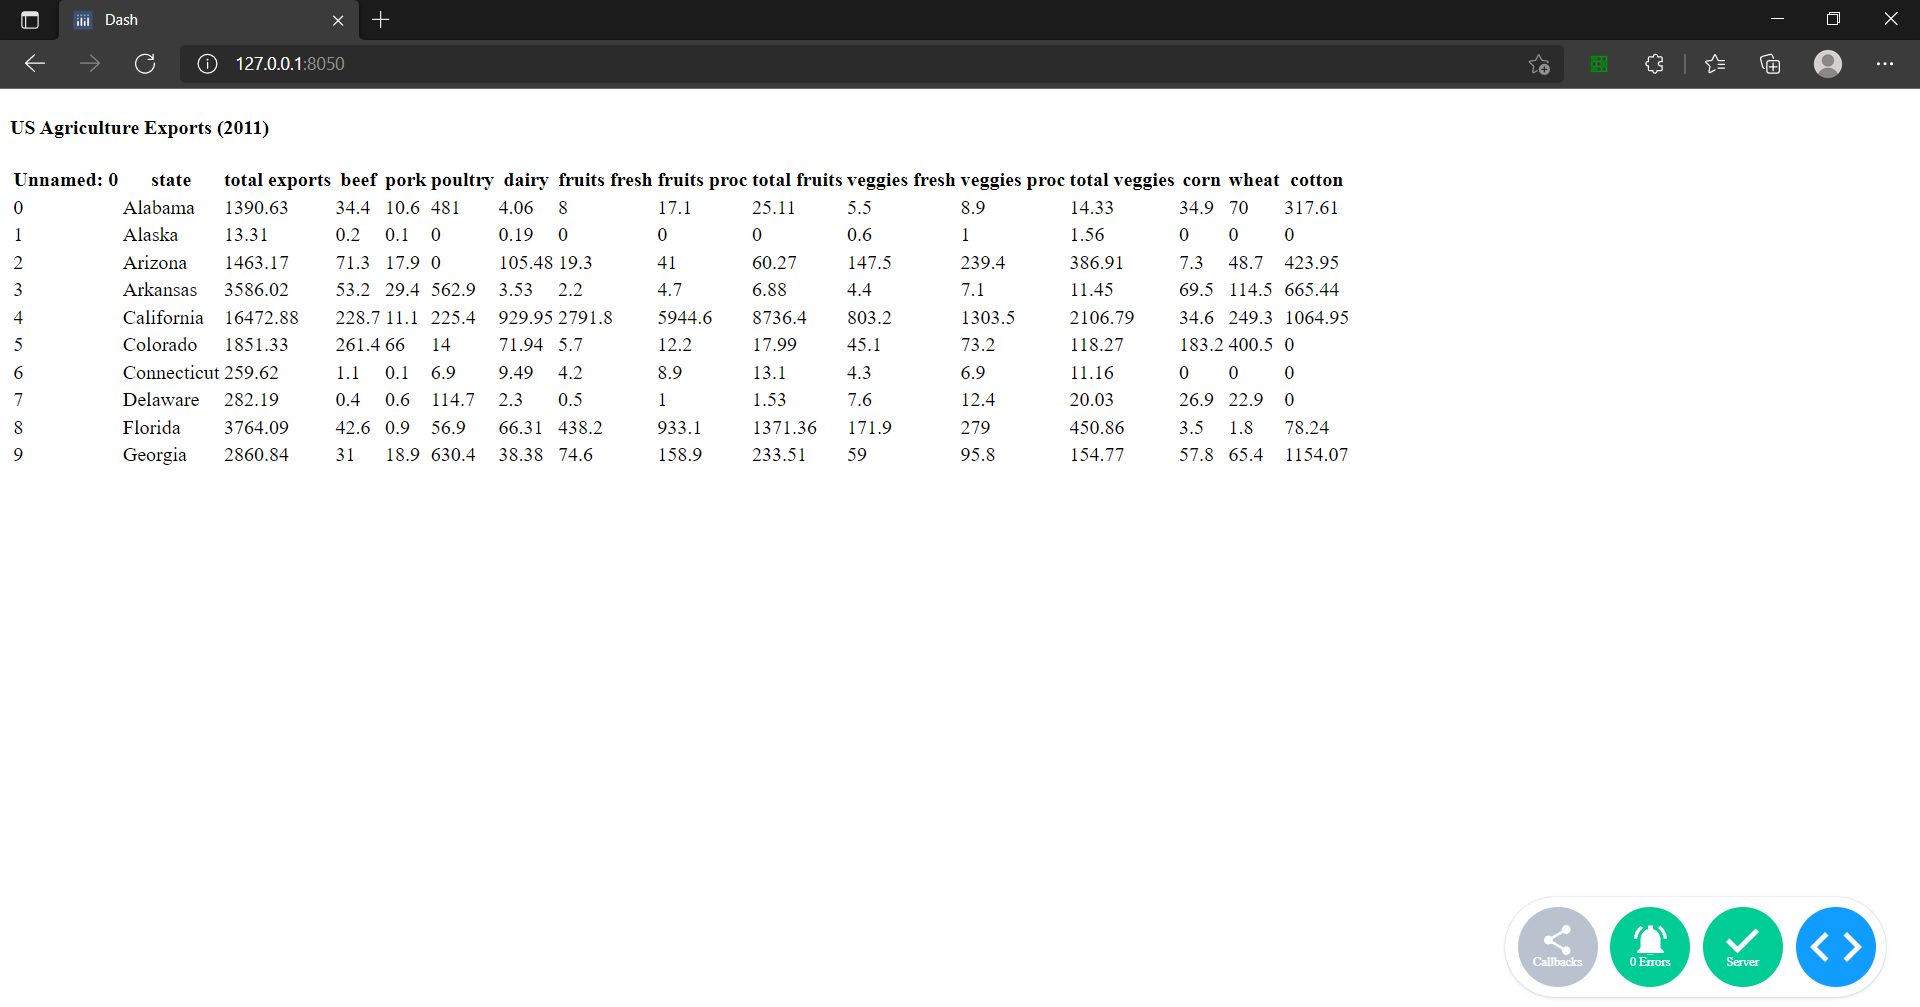 Dash
127.0.0.1:8050
US Agriculture Exports (2011)
Unnamed: 0 state total exports beef pork poultry dairy fruits fresh fruits proc total fruits veggies fresh veggies proc total veggies corn wheat cotton
0 Alabama 1390.63 34.4 10.6 481 4.06 8 17.1 25.11 5.5 8.9 14.33 34.9 70 317.61
1 Alaska 13.31 0.2 0.1 0 0.19 0 0 0 0.6 1 1.56 0 0 0
2 Arizona 1463.17 71.3 17.9 0 105.48 19.3 41 60.27 147.5 239.4 386.91 7.3 48.7 423.95
3 Arkansas 3586.02 53.2 29.4 562.9 3.53 2.2 4.7 6.88 4.4 7.1 11.45 69.5 114.5 665.44
4 California 16472.88 228.7 11.1 225.4 929.95 2791.8 5944.6 8736.4 803.2 1303.5 2106.79 34.6 249.3 1064.95
5 Colorado 1851.33 261.4 66 14 71.94 5.7 12.2 17.99 45.1 73.2 118.27 183.2 400.5 0
6 Connecticut 259.62 1.1 0.1 6.9 9.49 4.2 8.9 13.1 4.3 6.9 11.16 0 0 0
7 Delaware 282.19 0.4 0.6 114.7 2.3 0.5 1 1.53 7.6 12.4 20.03 26.9 22.9 0
8 Florida 3764.09 42.6 0.9 56.9 66.31 438.2 933.1 1371.36 171.9 279 450.86 3.5 1.8 78.24
9 Georgia 2860.84 31 18.9 630.4 38.38 74.6 158.9 233.51 59 95.8 154.77 57.8 65.4 1154.07
Callbacks 0 Errors Server